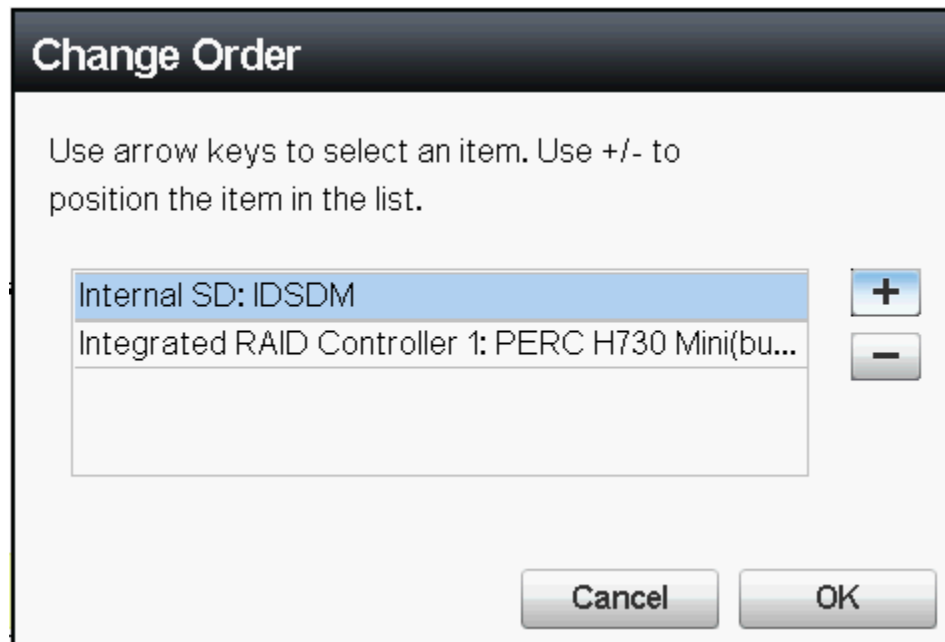 Change Order
Use arrow keys to select an item. Use +/- to
position the item in the list.
Internal SD: IDSDM
+
Integrated RAID Controller 1: PERC H730 Mini(bu...
−
Cancel
OK